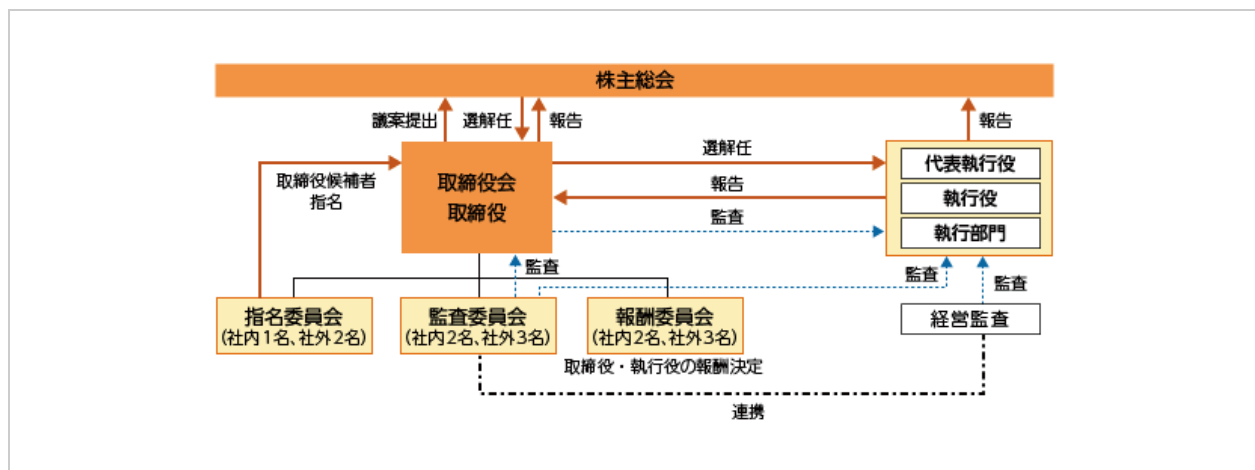 株主総会
議案提出
選解任
報告
報告
選解任
代表執行役
取締役候補者
指名
取締役会
取締役
報告
執行役
監査
執行部門
監査
監査
監査
指名委員会
(社内1名、社外2名)
監査委員会
(社内2名、社外3名)
報酬委員会
(社内2名、社外3名)
経営監査
取締役・執行役の報酬決定
連携